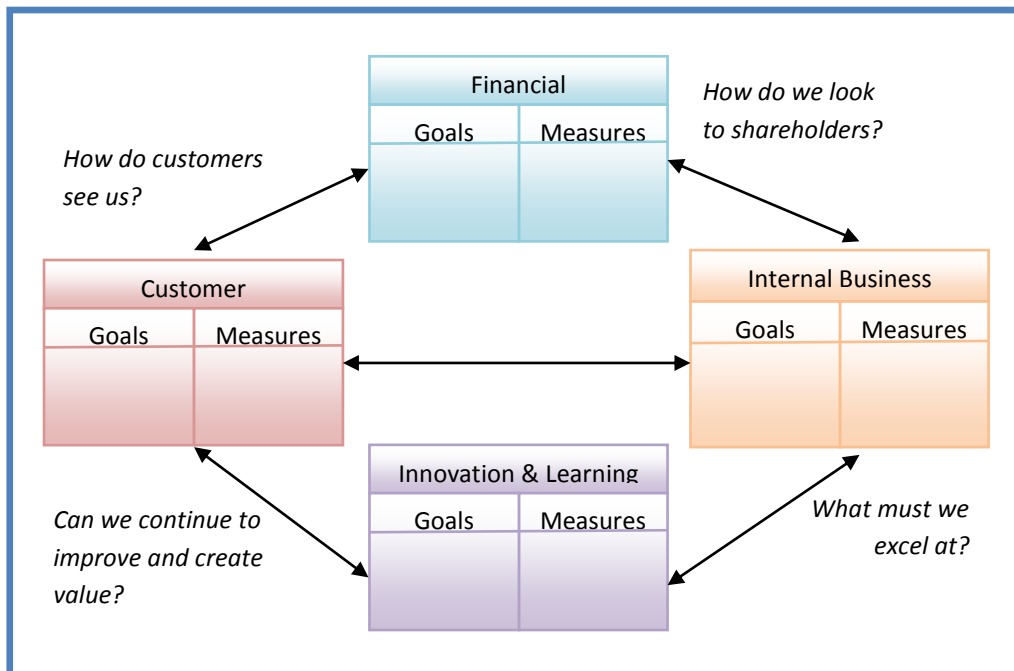 Financial
Goals Measures
How do we look
to shareholders?
How do customers
see us?
Customer
Goals Measures
Internal Business
Goals Measures
Innovation & Learning
Goals Measures
Can we continue to
improve and create
value?
What must we
excel at?